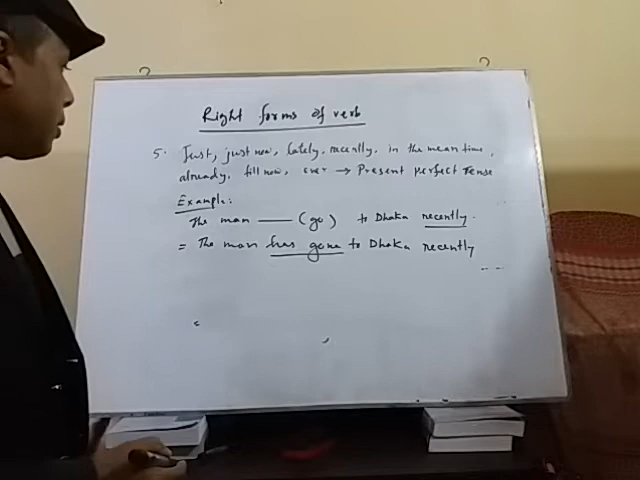 Right forms of verb
5. Just, just now, lately, recently, in the mean time,
already, till now, ever → Present perfect Tense
Example:
The man —— (go) to Dhaka recently.
= The man has gone to Dhaka recently